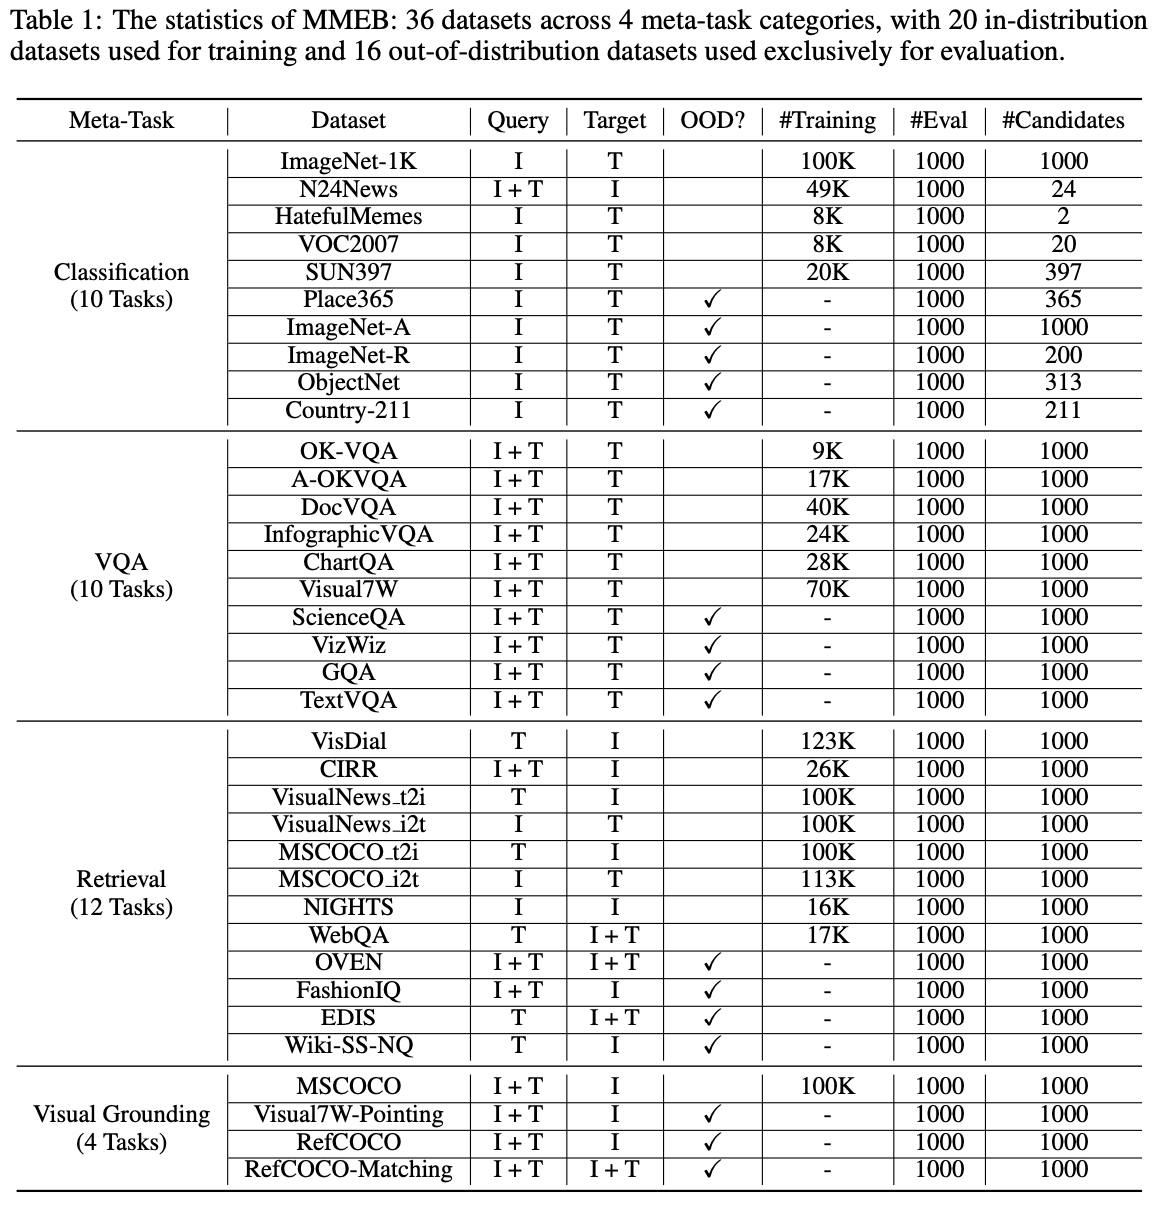 Table 1: The statistics of MMEB: 36 datasets across 4 meta-task categories, with 20 in-distribution
datasets used for training and 16 out-of-distribution datasets used exclusively for evaluation.
Meta-Task Dataset Query Target OOD? #Training #Eval #Candidates
Classification
(10 Tasks)
ImageNet-1K I T 100K 1000 1000
N24News I + T I 49K 1000 24
HatefulMemes I T 8K 1000 2
VOC2007 I T 8K 1000 20
SUN397 I T 20K 1000 397
Place365 I T ✓ - 1000 365
ImageNet-A I T ✓ - 1000 1000
ImageNet-R I T ✓ - 1000 200
ObjectNet I T ✓ - 1000 313
Country-211 I T ✓ - 1000 211
VQA
(10 Tasks)
OK-VQA I + T T 9K 1000 1000
A-OKVQA I + T T 17K 1000 1000
DocVQA I + T T 40K 1000 1000
InfographicVQA I + T T 24K 1000 1000
ChartQA I + T T 28K 1000 1000
Visual7W I + T T 70K 1000 1000
ScienceQA I + T T ✓ - 1000 1000
VizWiz I + T T ✓ - 1000 1000
GQA I + T T ✓ - 1000 1000
TextVQA I + T T ✓ - 1000 1000
Retrieval
(12 Tasks)
VisDial T I 123K 1000 1000
CIRR I + T I 26K 1000 1000
VisualNews_t2i T I 100K 1000 1000
VisualNews_i2t I T 100K 1000 1000
MSCOCO_t2i T I 100K 1000 1000
MSCOCO_i2t I T 113K 1000 1000
NIGHTS I I 16K 1000 1000
WebQA T I + T 17K 1000 1000
OVEN I + T I + T ✓ - 1000 1000
FashionIQ I + T I ✓ - 1000 1000
EDIS T I + T ✓ - 1000 1000
Wiki-SS-NQ T I ✓ - 1000 1000
Visual Grounding
(4 Tasks)
MSCOCO I + T I 100K 1000 1000
Visual7W-Pointing I + T I ✓ - 1000 1000
RefCOCO I + T I ✓ - 1000 1000
RefCOCO-Matching I + T I + T ✓ - 1000 1000